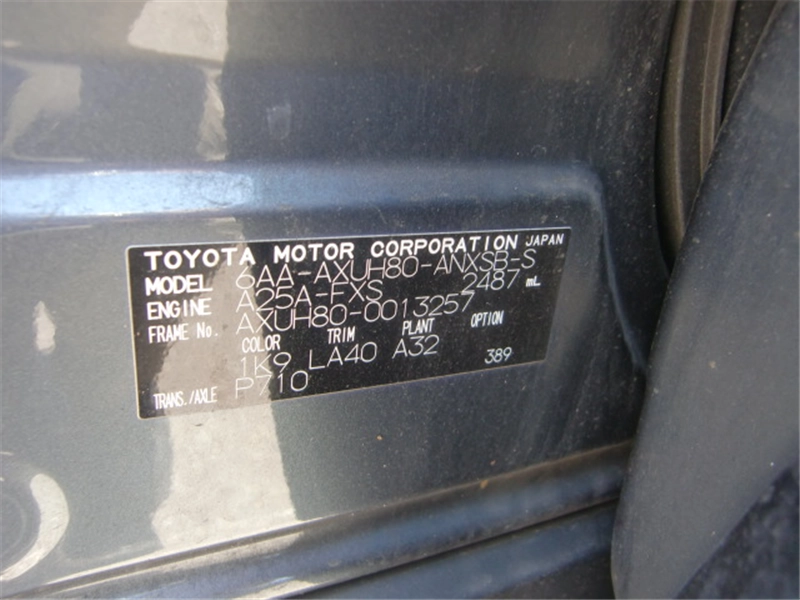 TOYOTA MOTOR CORPORATION JAPAN
MODEL 6AA-AXUH80-ANXSB-S
ENGINE A25A-FXS 2487 mL
FRAME No. AXUH80-0013257
COLOR TRIM PLANT OPTION
1K9 LA40 A32 389
TRANS./AXLE P710